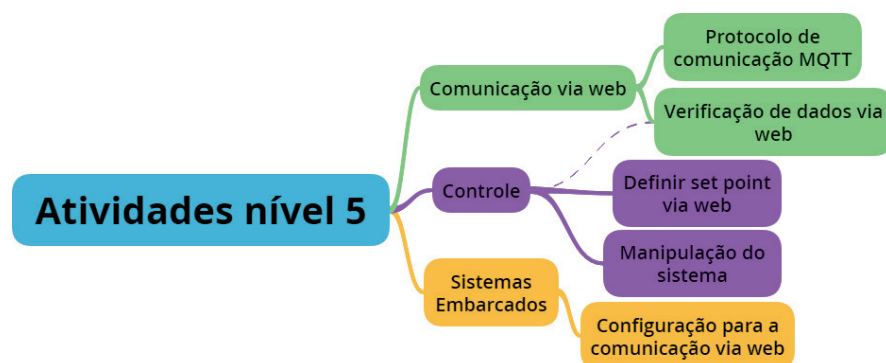 Atividades nível 5
Comunicação via web
Protocolo de
comunicação MQTT
Verificação de dados via
web
Controle
Definir set point
via web
Manipulação do
sistema
Sistemas
Embarcados
Configuração para a
comunicação via web